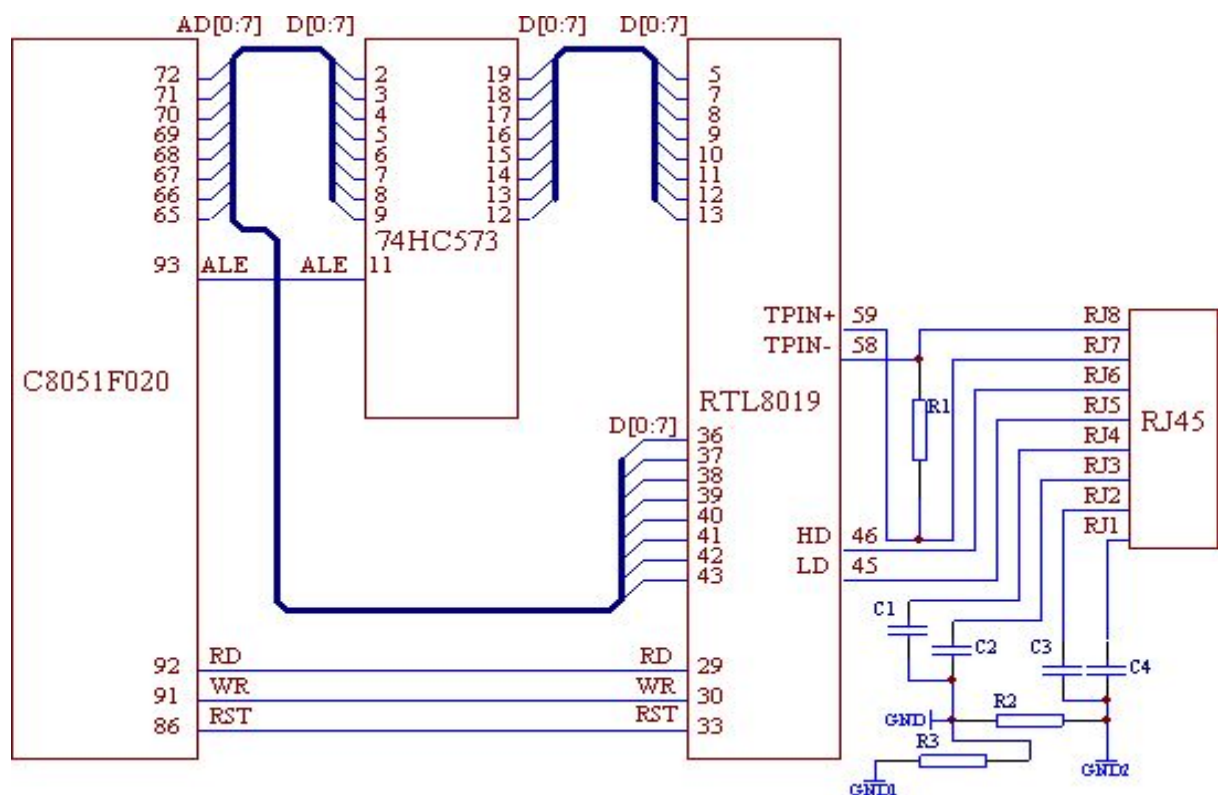 AD[0:7] D[0:7] D[0:7] D[0:7]
72 2 19 5
71 3 18 7
70 4 17 8
69 5 16 9
68 6 15 10
67 7 14 11
66 8 13 12
65 9 12 13
74HC573
93 ALE ALE 11
TPIN+ 59 RJ8
TPIN- 58 RJ7
C8051F020
RJ6
RTL8019 R1 RJ5
RJ45
D[0:7] RJ4
36
37 RJ3
38
39 RJ2
40 RJ1
41 HD 46
42 LD 45
43
C1
C2 C3 C4
RD RD
92 29
WR WR
91 30
RST RST R2
86 33 GND
R3
GND1 GND2